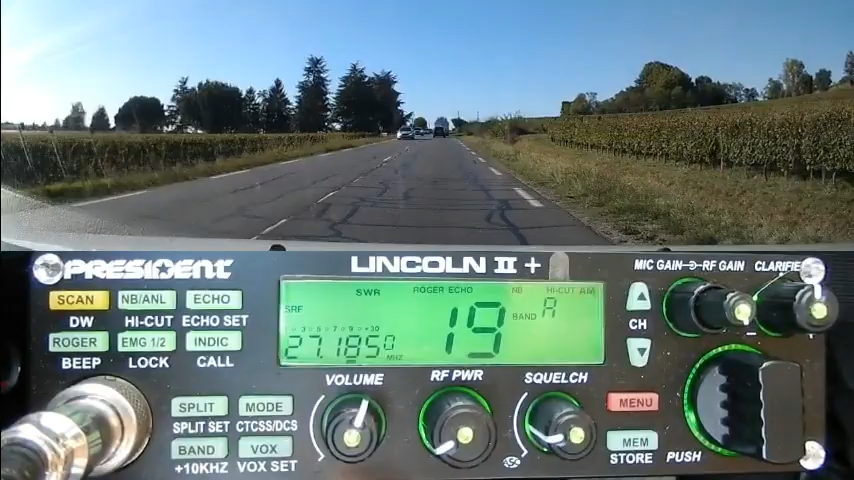 PRESIDENT
LINCOLN II +
MIC GAIN RF GAIN CLARIFIER
SCAN NB/ANL ECHO
DW HI-CUT ECHO SET
ROGER EMG 1/2 INDIC
BEEP LOCK CALL
SWR ROGER ECHO NB HI-CUT AM
SRF BAND A
19
27.1850 MHZ
CH
VOLUME RF PWR SQUELCH
SPLIT MODE
SPLIT SET CTCSS/DCS
BAND VOX
+10KHZ VOX SET
ASC
MENU
MEM
STORE PUSH